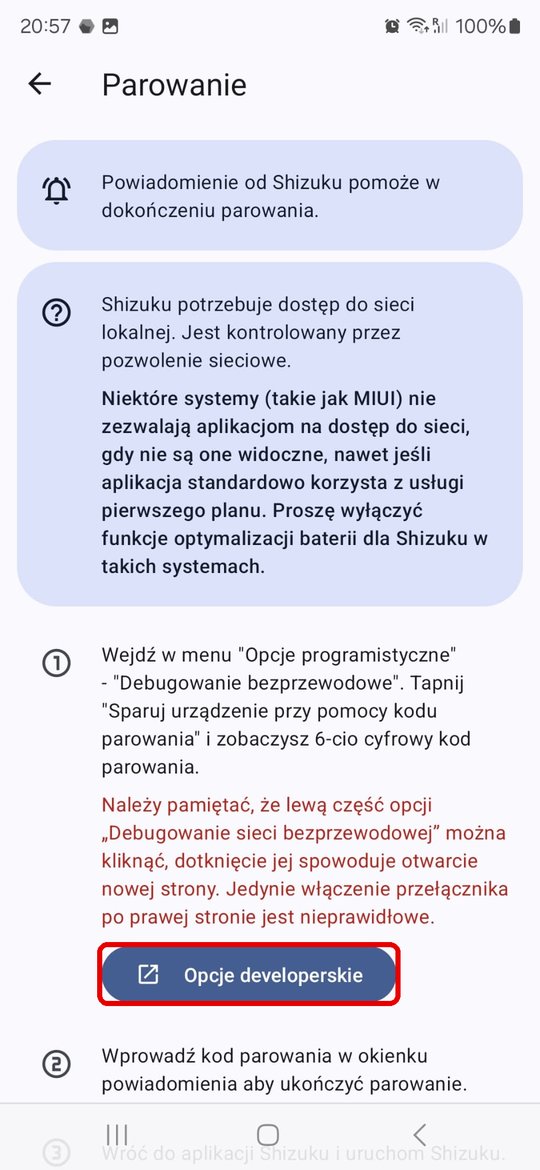 20:57
R
100%
Parowanie
Powiadomienie od Shizuku pomoże w
dokończeniu parowania.
Shizuku potrzebuje dostęp do sieci
lokalnej. Jest kontrolowany przez
pozwolenie sieciowe.
Niektóre systemy (takie jak MIUI) nie
zezwalają aplikacjom na dostęp do sieci,
gdy nie są one widoczne, nawet jeśli
aplikacja standardowo korzysta z usługi
pierwszego planu. Proszę wyłączyć
funkcje optymalizacji baterii dla Shizuku w
takich systemach.
1
Wejdź w menu "Opcje programistyczne"
- "Debugowanie bezprzewodowe". Tapnij
"Sparuj urządzenie przy pomocy kodu
parowania" i zobaczysz 6-cio cyfrowy kod
parowania.
Należy pamiętać, że lewą część opcji
„Debugowanie sieci bezprzewodowej” można
kliknąć, dotknięcie jej spowoduje otwarcie
nowej strony. Jedynie włączenie przełącznika
po prawej stronie jest nieprawidłowe.
Opcje developerskie
2
Wprowadź kod parowania w okienku
powiadomienia aby ukończyć parowanie.
3
Wróć do aplikacji Shizuku i uruchom Shizuku.